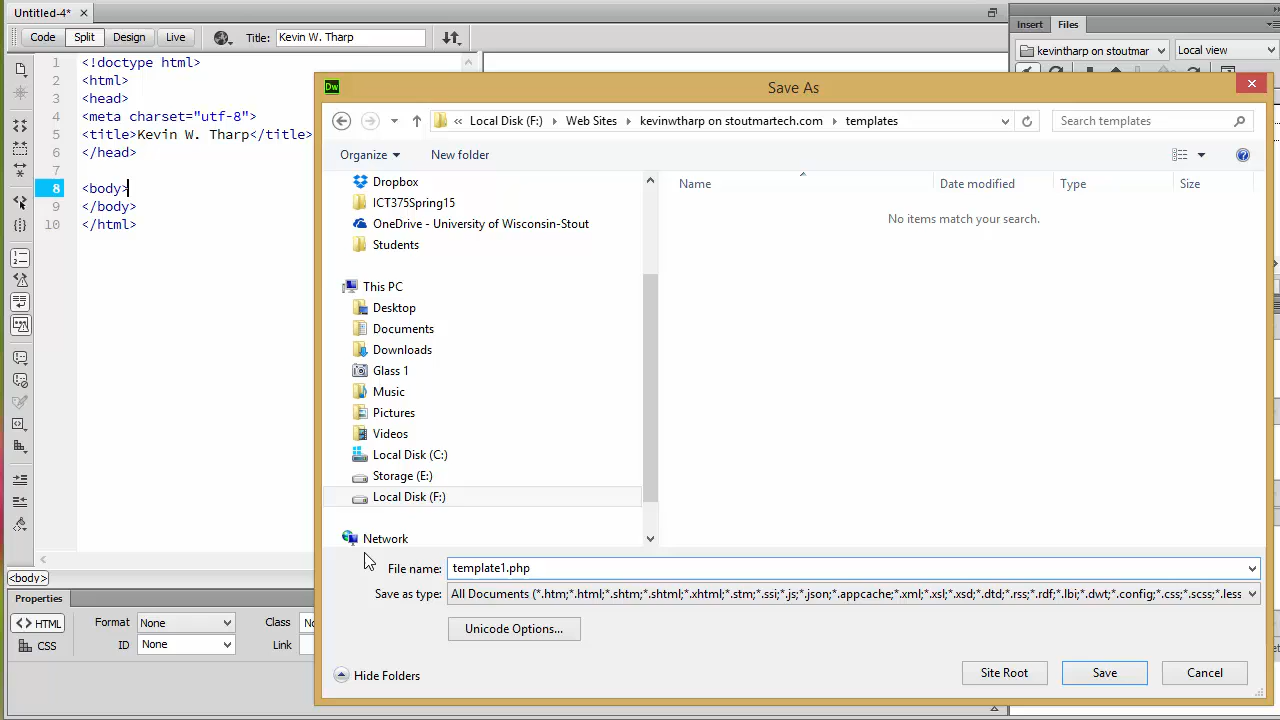 Untitled-4*
Code Split Design Live Title: Kevin W. Tharp
1 <!doctype html>
2 <html>
3 <head>
4 <meta charset="utf-8">
5 <title>Kevin W. Tharp</title>
6 </head>
7
8 <body>
9 </body>
10 </html>
<body>
Properties
<> HTML
CSS
Format None Class No
ID None Link
Insert Files
kevintharp on stoutmar Local view
Dw
Save As
« Local Disk (F:) Web Sites kevinwtharp on stoutmartech.com templates
Search templates
Organize New folder
Dropbox
ICT375Spring15
OneDrive - University of Wisconsin-Stout
Students
This PC
Desktop
Documents
Downloads
Glass 1
Music
Pictures
Videos
Local Disk (C:)
Storage (E:)
Local Disk (F:)
Network
Name Date modified Type Size
No items match your search.
File name: template1.php
Save as type: All Documents (*.htm;*.html;*.shtm;*.shtml;*.xhtml;*.stm;*.ssi;*.js;*.json;*.appcache;*.xml;*.xsl;*.xsd;*.dtd;*.rss;*.rdf;*.lbi;*.dwt;*.config;*.css;*.scss;*.less
Unicode Options...
Hide Folders
Site Root Save Cancel